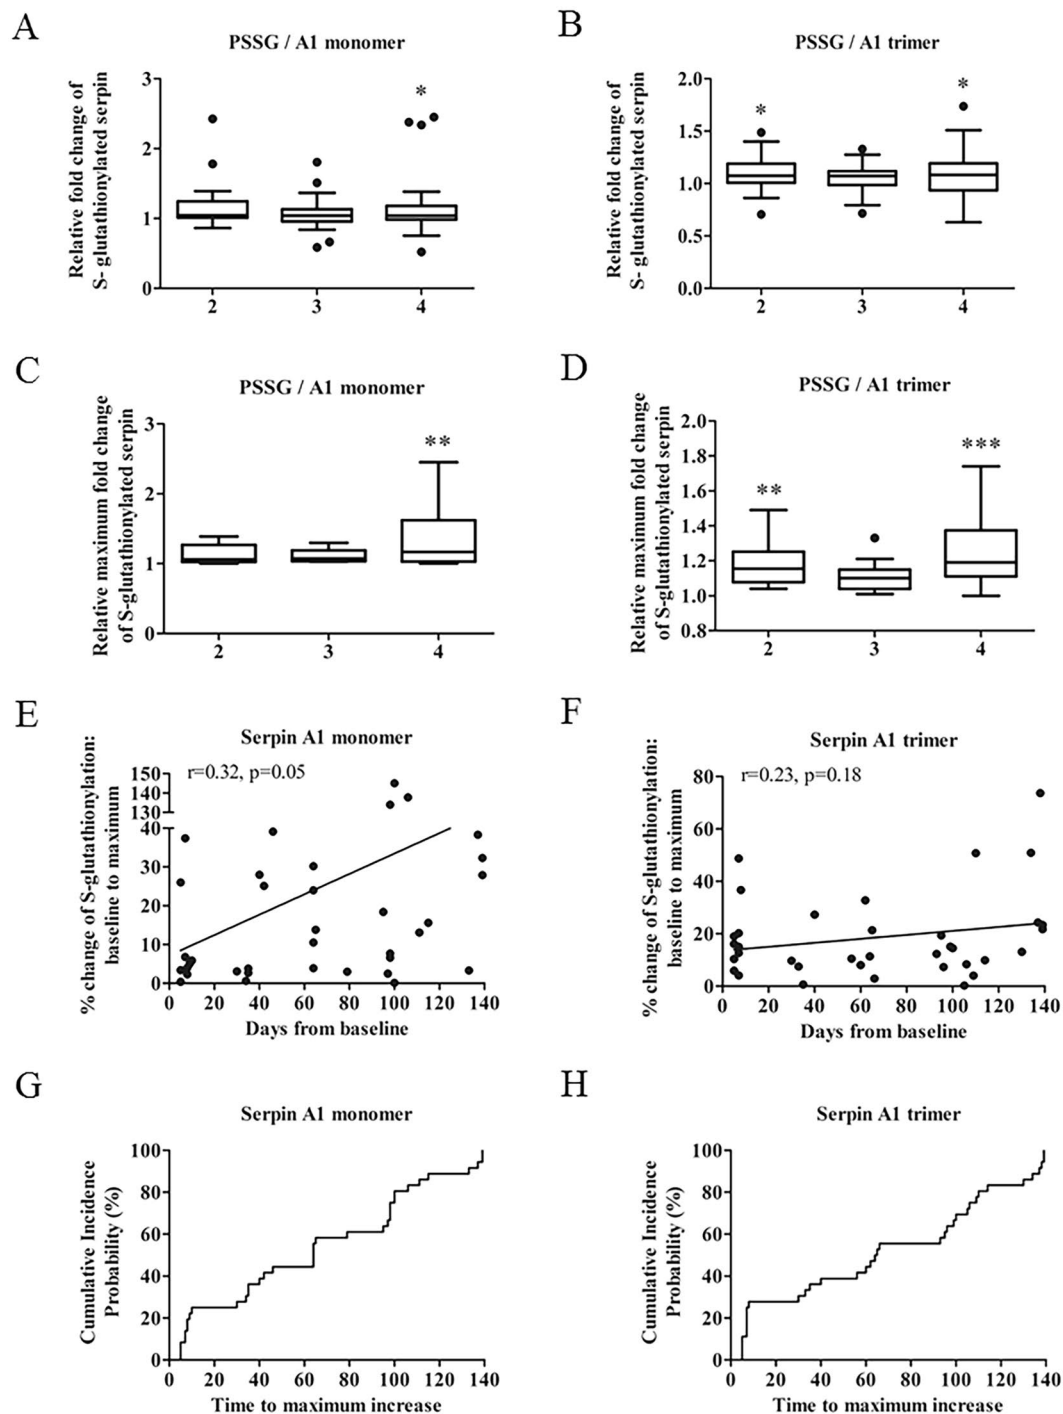 A
PSSG / A1 monomer
Relative fold change of
S- glutathionylated serpin
3
2
1
0
*
2 3 4
B
PSSG / A1 trimer
Relative fold change of
S- glutathionylated serpin
2.0
1.5
1.0
0.5
0.0
* *
2 3 4
C
PSSG / A1 monomer
Relative maximum fold change
of S-glutathionylated serpin
3
2
1
0
**
2 3 4
D
PSSG / A1 trimer
Relative maximum fold change
of S-glutathionylated serpin
2.0
1.8
1.6
1.4
1.2
1.0
0.8
** ***
2 3 4
E
Serpin A1 monomer
% change of S-glutathionylation:
baseline to maximum
r=0.32, p=0.05
150
140
130
40
30
20
10
0
0 20 40 60 80 100 120 140
Days from baseline
F
Serpin A1 trimer
% change of S-glutathionylation:
baseline to maximum
r=0.23, p=0.18
80
60
40
20
0
0 20 40 60 80 100 120 140
Days from baseline
G
Serpin A1 monomer
Cumulative Incidence
Probability (%)
100
80
60
40
20
0
0 20 40 60 80 100 120 140
Time to maximum increase
H
Serpin A1 trimer
Cumulative Incidence
Probability (%)
100
80
60
40
20
0
0 20 40 60 80 100 120 140
Time to maximum increase